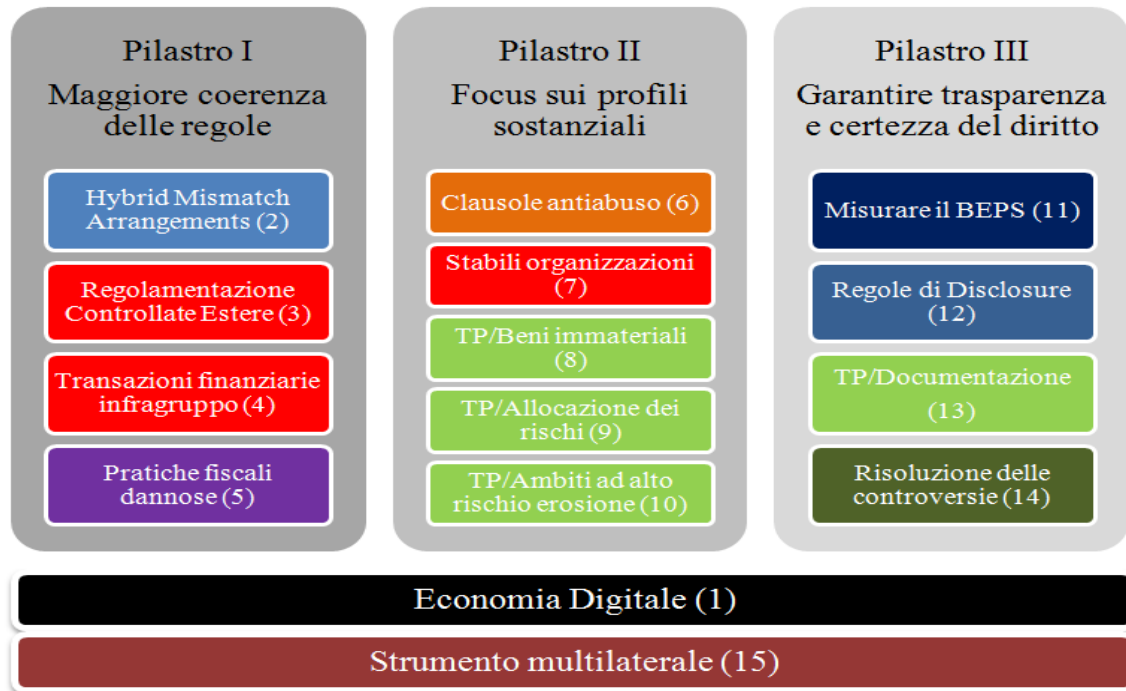 Pilastro I
Maggiore coerenza
delle regole
Hybrid Mismatch
Arrangements (2)
Regolamentazione
Controllate Estere (3)
Transazioni finanziarie
infragruppo (4)
Pratiche fiscali
dannose (5)
Pilastro II
Focus sui profili
sostanziali
Clausole antiabuso (6)
Stabili organizzazioni
(7)
TP/Beni immateriali
(8)
TP/Allocazione dei
rischi (9)
TP/Ambiti ad alto
rischio erosione (10)
Pilastro III
Garantire trasparenza
e certezza del diritto
Misurare il BEPS (11)
Regole di Disclosure
(12)
TP/Documentazione
(13)
Risoluzione delle
controversie (14)
Economia Digitale (1)
Strumento multilaterale (15)